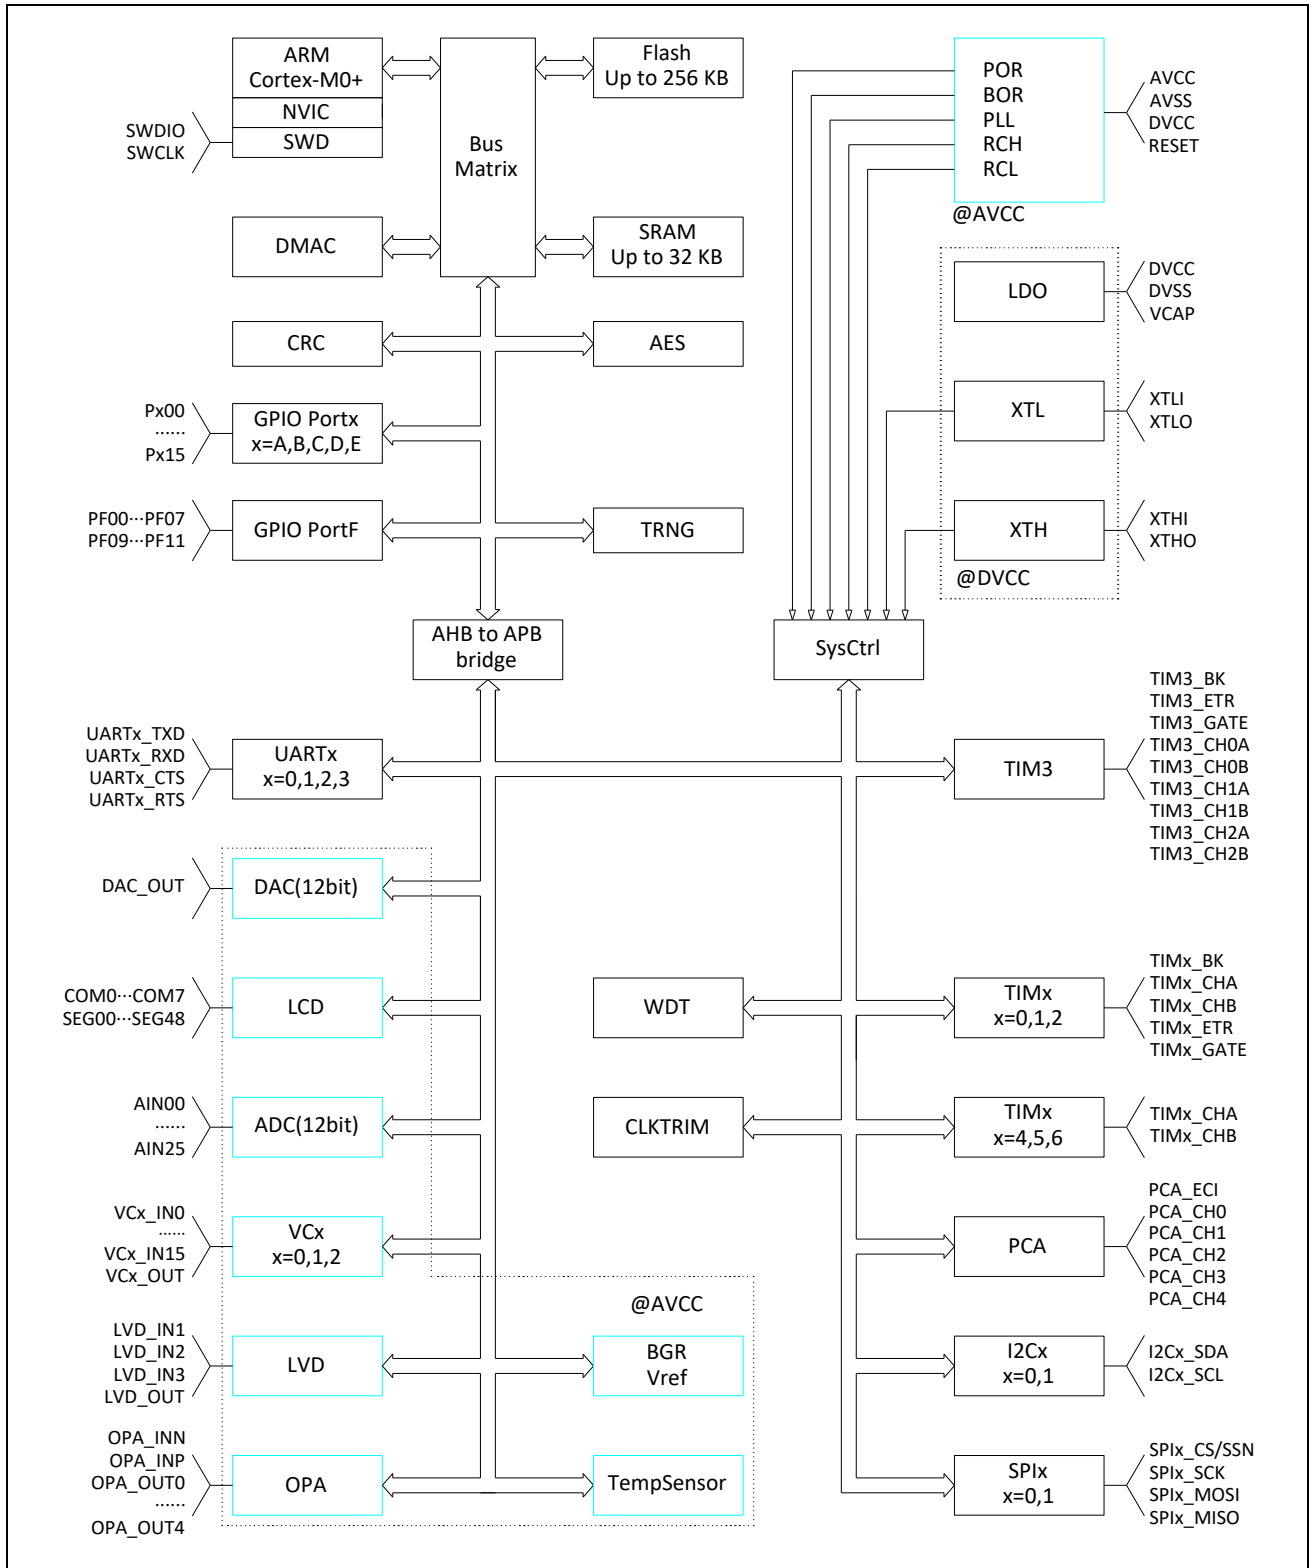 ARM
Cortex-M0+
NVIC
SWD
SWDIO
SWCLK
Bus
Matrix
Flash
Up to 256 KB
DMAC
SRAM
Up to 32 KB
CRC
AES
Px00
······
Px15
GPIO Portx
x=A,B,C,D,E
PF00···PF07
PF09···PF11
GPIO PortF
TRNG
AHB to APB
bridge
POR
BOR
PLL
RCH
RCL
@AVCC
AVCC
AVSS
DVCC
RESET
LDO
DVCC
DVSS
VCAP
XTL
XTLI
XTLO
XTH
@DVCC
XTHI
XTHO
SysCtrl
UARTx_TXD
UARTx_RXD
UARTx_CTS
UARTx_RTS
UARTx
x=0,1,2,3
TIM3
TIM3_BK
TIM3_ETR
TIM3_GATE
TIM3_CH0A
TIM3_CH0B
TIM3_CH1A
TIM3_CH1B
TIM3_CH2A
TIM3_CH2B
DAC_OUT
DAC(12bit)
COM0···COM7
SEG00···SEG48
LCD
WDT
TIMx
x=0,1,2
TIMx_BK
TIMx_CHA
TIMx_CHB
TIMx_ETR
TIMx_GATE
AIN00
······
AIN25
ADC(12bit)
CLKTRIM
TIMx
x=4,5,6
TIMx_CHA
TIMx_CHB
VCx_IN0
······
VCx_IN15
VCx_OUT
VCx
x=0,1,2
PCA
PCA_ECI
PCA_CH0
PCA_CH1
PCA_CH2
PCA_CH3
PCA_CH4
@AVCC
LVD_IN1
LVD_IN2
LVD_IN3
LVD_OUT
LVD
BGR
Vref
I2Cx
x=0,1
I2Cx_SDA
I2Cx_SCL
OPA_INN
OPA_INP
OPA_OUT0
······
OPA_OUT4
OPA
TempSensor
SPIx
x=0,1
SPIx_CS/SSN
SPIx_SCK
SPIx_MOSI
SPIx_MISO